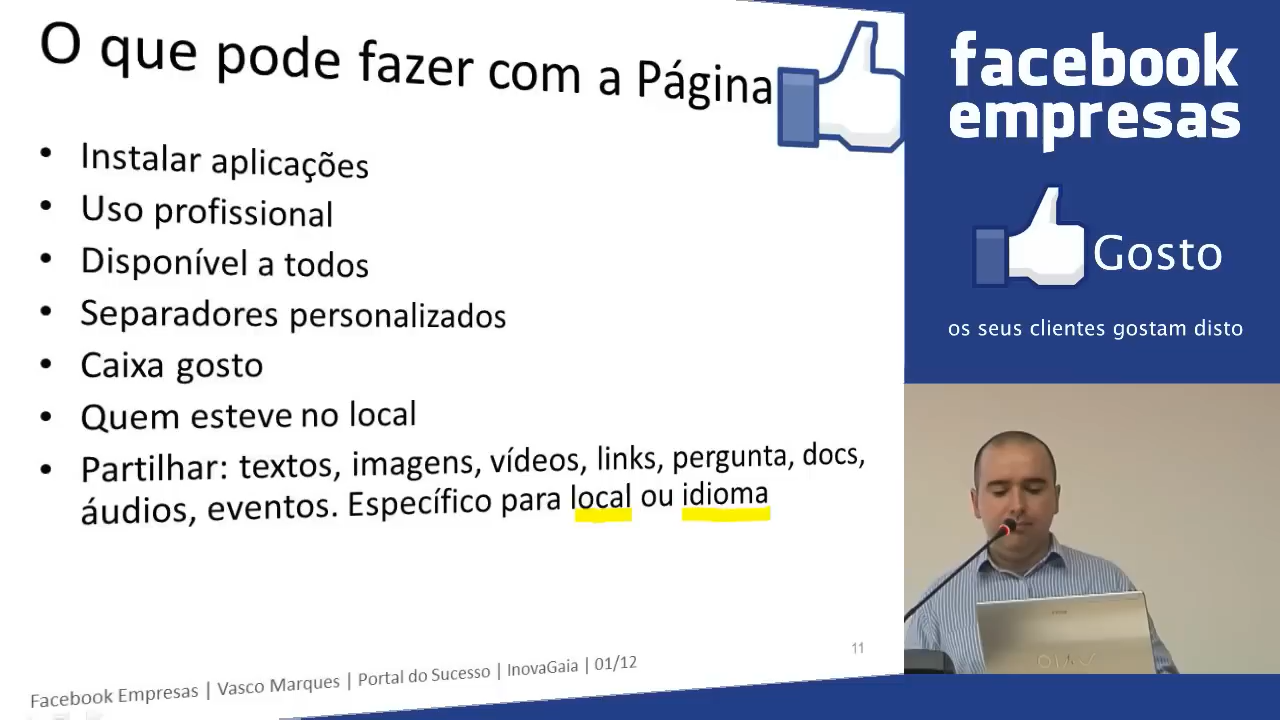 O que pode fazer com a Página
• Instalar aplicações
• Uso profissional
• Disponível a todos
• Separadores personalizados
• Caixa gosto
• Quem esteve no local
• Partilhar: textos, imagens, vídeos, links, pergunta, docs,
áudios, eventos. Específico para local ou idioma
11
Facebook Empresas | Vasco Marques | Portal do Sucesso | InovaGaia | 01/12
facebook
empresas
Gosto
os seus clientes gostam disto
VAIO